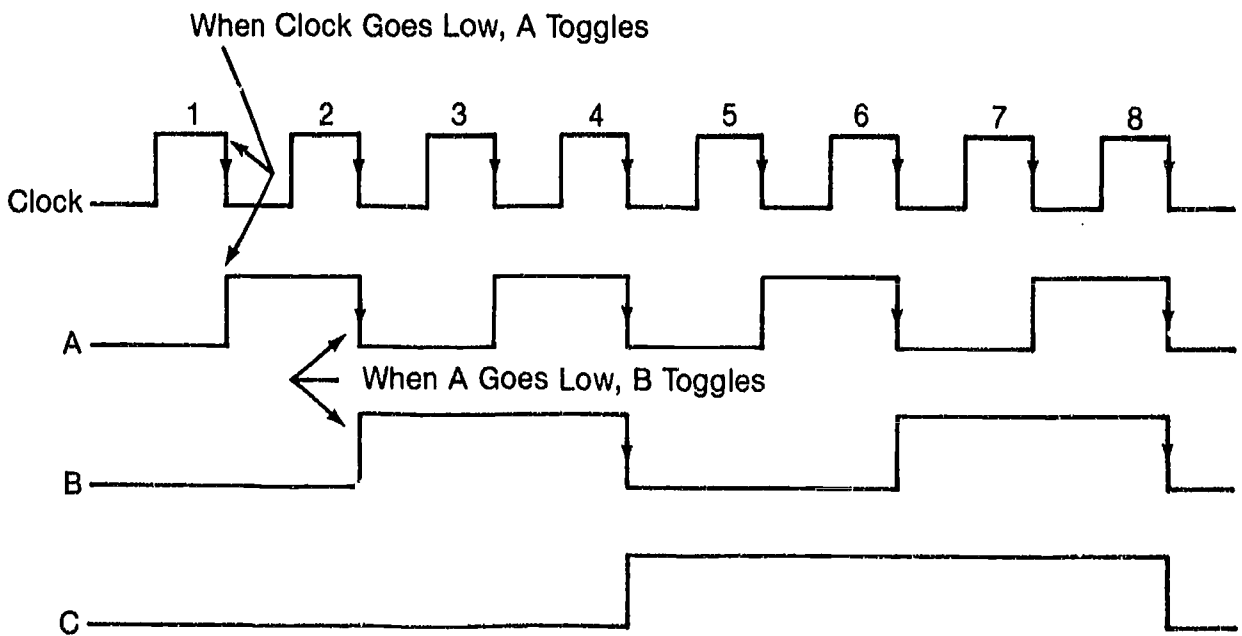 When Clock Goes Low, A Toggles
1 2 3 4 5 6 7 8
Clock
A
When A Goes Low, B Toggles
B
C